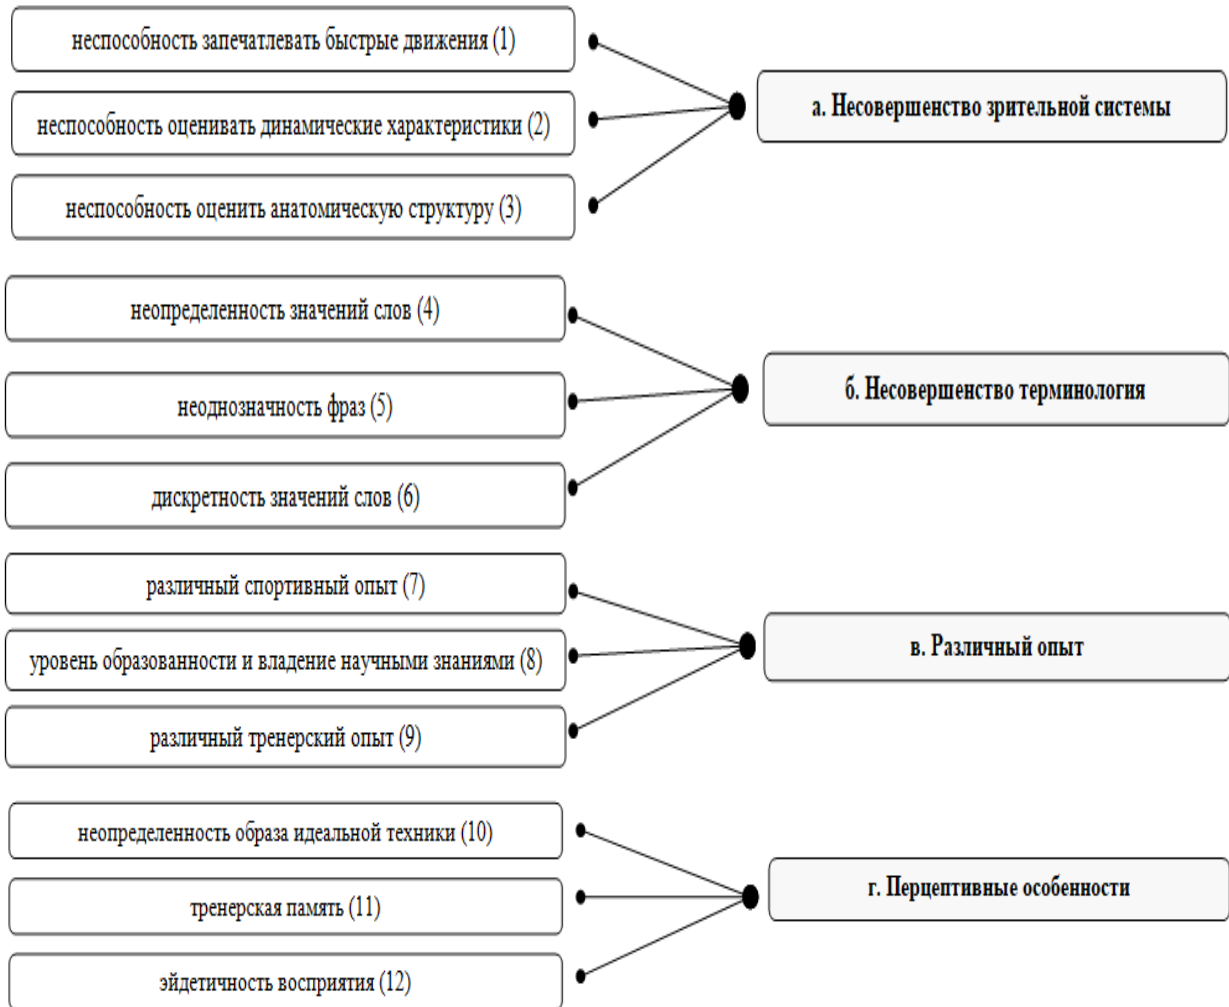 неспособность запечатлевать быстрые движения (1)
неспособность оценивать динамические характеристики (2)
неспособность оценить анатомическую структуру (3)
а. Несовершенство зрительной системы
неопределенность значений слов (4)
неоднозначность фраз (5)
дискретность значений слов (6)
б. Несовершенство терминология
различный спортивный опыт (7)
уровень образованности и владение научными знаниями (8)
различный тренерский опыт (9)
в. Различный опыт
неопределенность образа идеальной техники (10)
тренерская память (11)
эйдетичность восприятия (12)
г. Перцептивные особенности